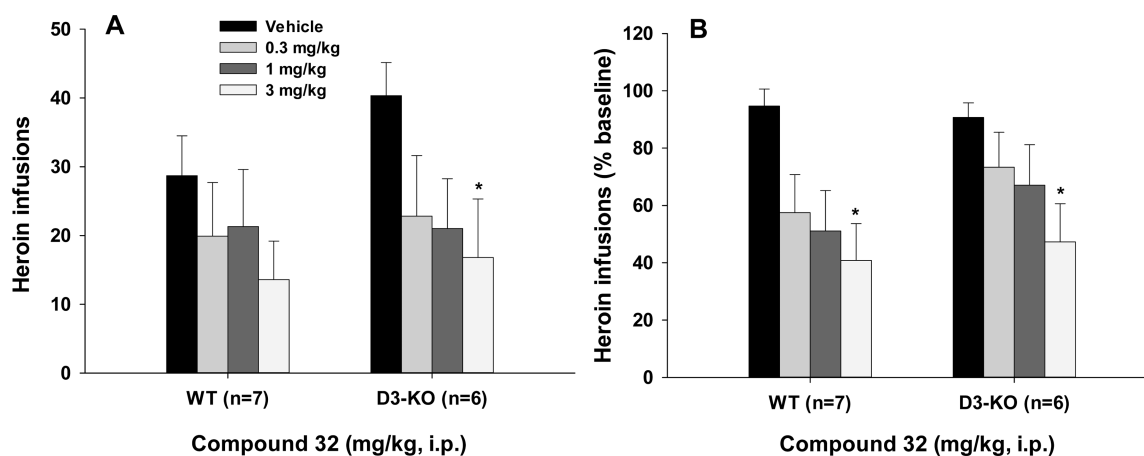 A
Vehicle
0.3 mg/kg
1 mg/kg
3 mg/kg
Heroin infusions
50
40
30
20
10
0
*
WT (n=7)
D3-KO (n=6)
Compound 32 (mg/kg, i.p.)
B
Heroin infusions (% baseline)
120
100
80
60
40
20
0
*
*
WT (n=7)
D3-KO (n=6)
Compound 32 (mg/kg, i.p.)